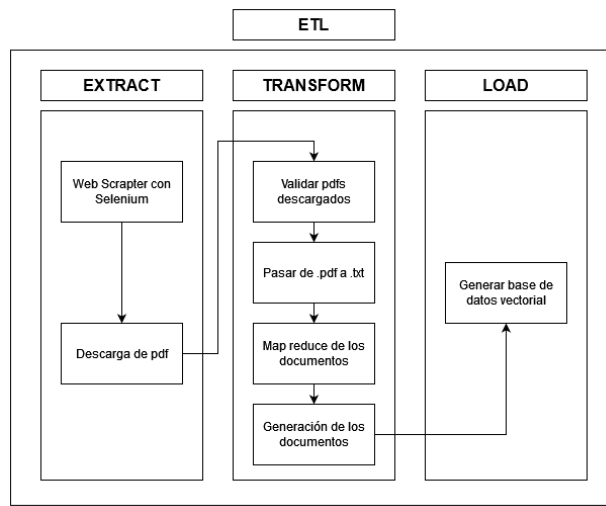 ETL
EXTRACT
TRANSFORM
LOAD
Web Scrapter con
Selenium
Descarga de pdf
Validar pdfs
descargados
Pasar de .pdf a .txt
Map reduce de los
documentos
Generación de los
documentos
Generar base de
datos vectorial